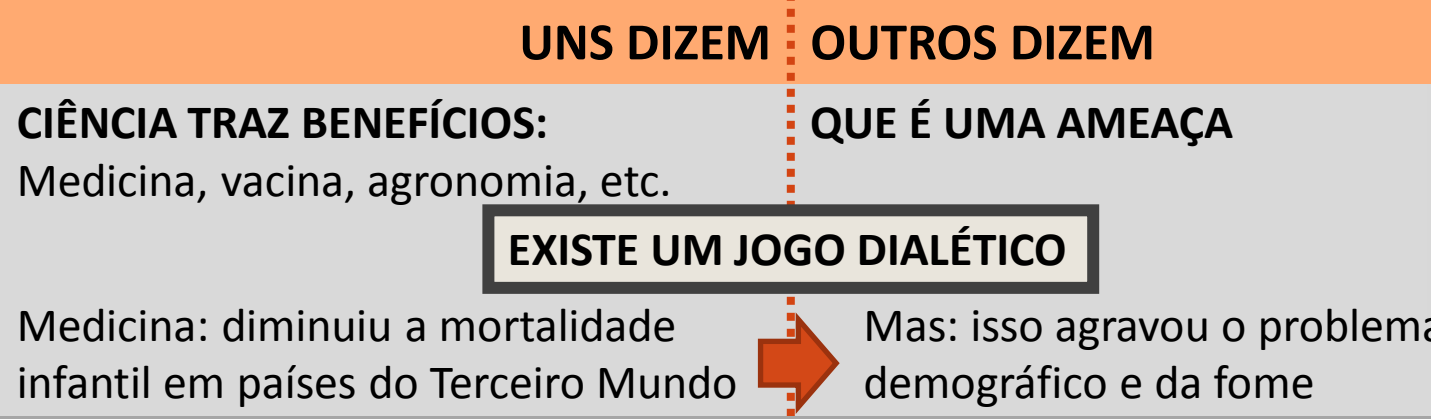 UNS DIZEM
OUTROS DIZEM
CIÊNCIA TRAZ BENEFÍCIOS:
Medicina, vacina, agronomia, etc.
QUE É UMA AMEAÇA
EXISTE UM JOGO DIALÉTICO
Medicina: diminuiu a mortalidade
infantil em países do Terceiro Mundo
Mas: isso agravou o problema
demográfico e da fome